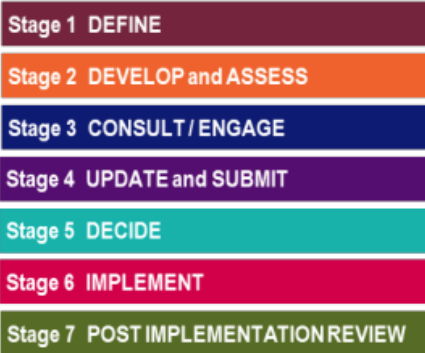 Stage 1 DEFINE
Stage 2 DEVELOP and ASSESS
Stage 3 CONSULT / ENGAGE
Stage 4 UPDATE and SUBMIT
Stage 5 DECIDE
Stage 6 IMPLEMENT
Stage 7 POST IMPLEMENTATION REVIEW